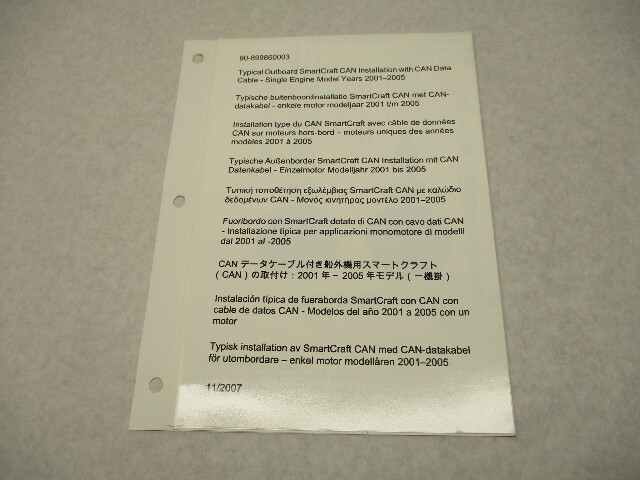 90-899860003
Typical Outboard SmartCraft CAN Installation with CAN Data
Cable - Single Engine Model Years 2001–2005
Typische buitenboordinstallatie SmartCraft CAN met CAN-
datakabel - enkele motor modeljaar 2001 t/m 2005
Installation type du CAN SmartCraft avec câble de données
CAN sur moteurs hors-bord – moteurs uniques des années
modèles 2001 à 2005
Typische Außenborder SmartCraft CAN Installation mit CAN
Datenkabel - Einzelmotor Modelljahr 2001 bis 2005
Τυπική τοποθέτηση εξωλέμβιας SmartCraft CAN με καλώδιο
δεδομένων CAN - Μονός κινητήρας μοντέλο 2001–2005
Fuoribordo con SmartCraft dotato di CAN con cavo dati CAN
- Installazione tipica per applicazioni monomotore di modelli
dal 2001 al -2005
CAN データケーブル付き船外機用スマートクラフト
(CAN)の取付け：2001 年 – 2005 年モデル(一機掛)
Instalación típica de fueraborda SmartCraft con CAN con
cable de datos CAN - Modelos del año 2001 a 2005 con un
motor
Typisk installation av SmartCraft CAN med CAN-datakabel
för utombordare – enkel motor modellåren 2001–2005
11/2007